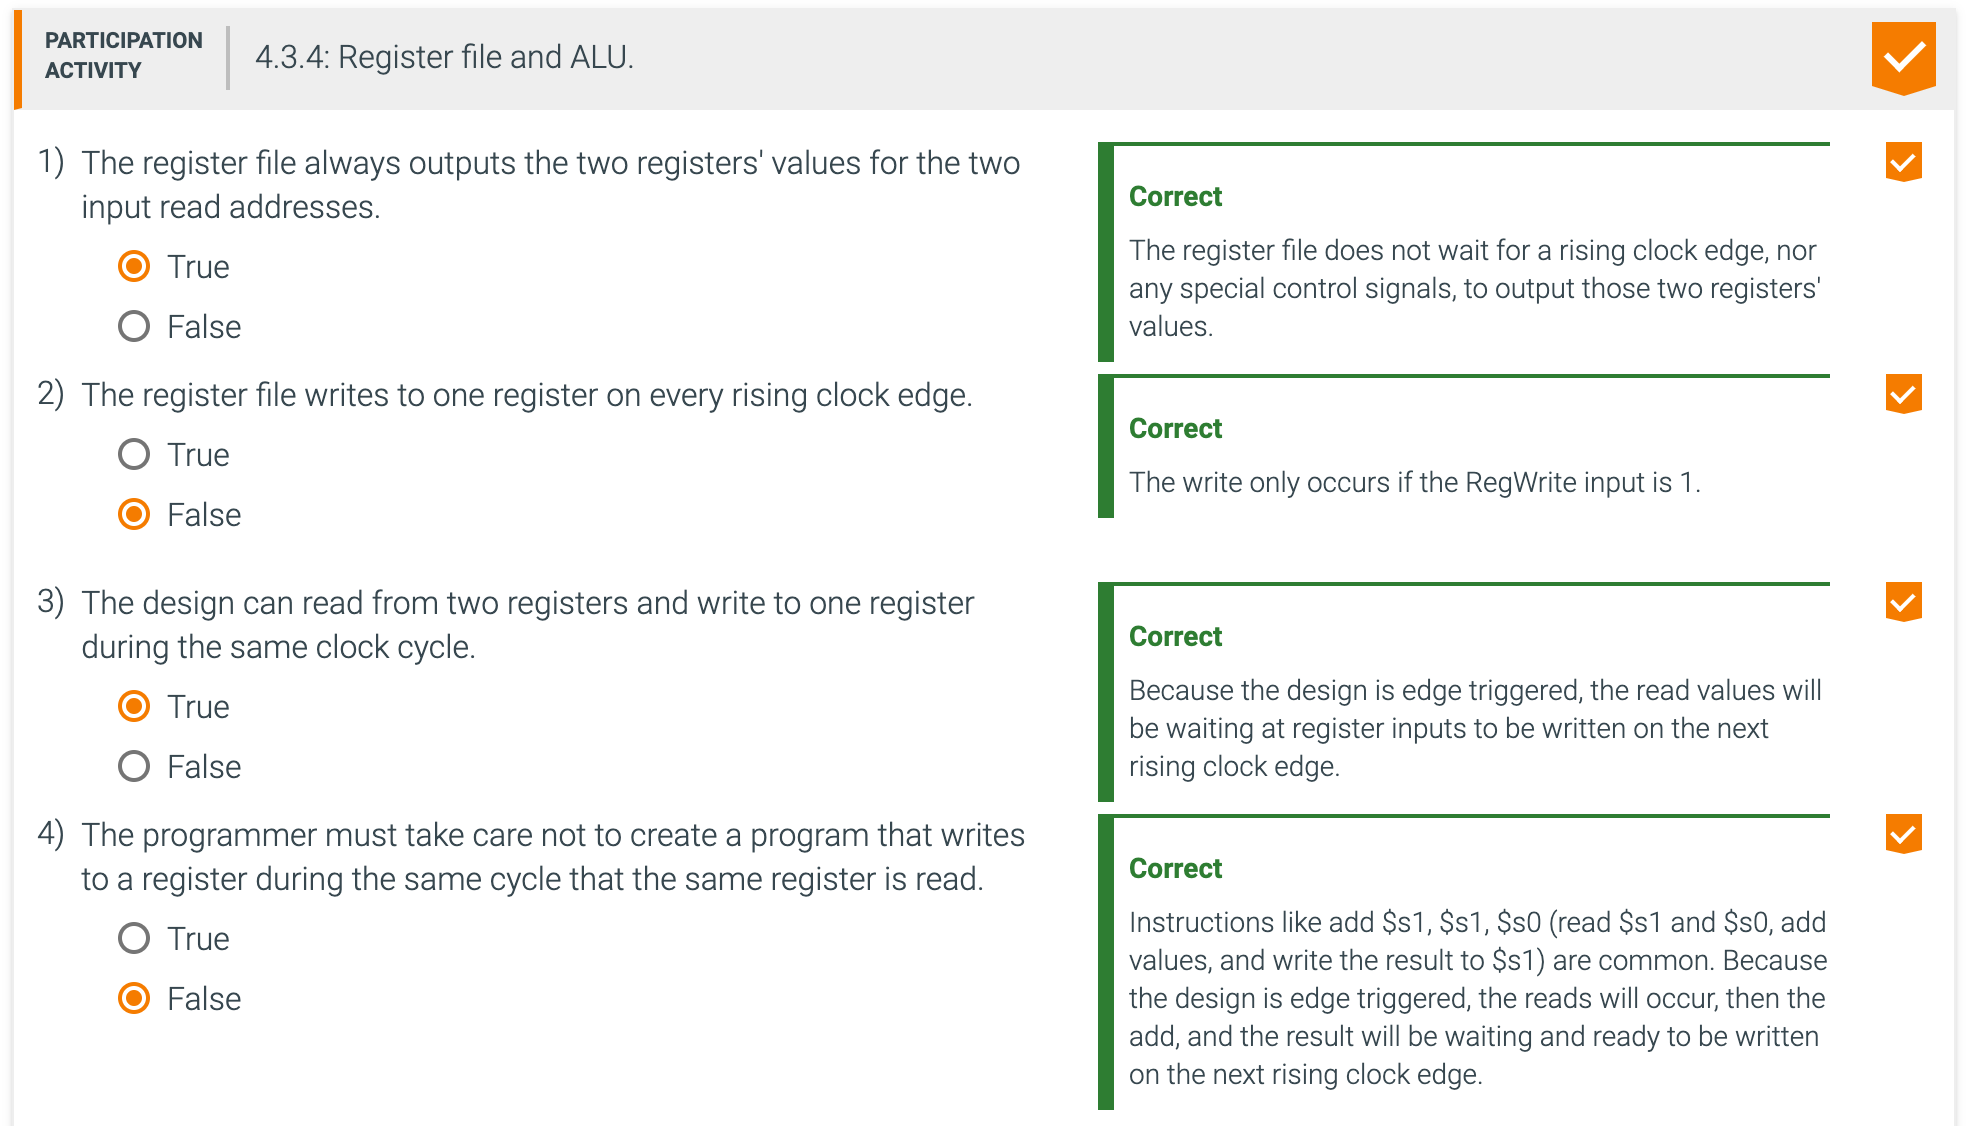 PARTICIPATION
ACTIVITY
4.3.4: Register file and ALU.
1) The register file always outputs the two registers' values for the two
input read addresses.
True
False
Correct
The register file does not wait for a rising clock edge, nor
any special control signals, to output those two registers'
values.
2) The register file writes to one register on every rising clock edge.
True
False
Correct
The write only occurs if the RegWrite input is 1.
3) The design can read from two registers and write to one register
during the same clock cycle.
True
False
Correct
Because the design is edge triggered, the read values will
be waiting at register inputs to be written on the next
rising clock edge.
4) The programmer must take care not to create a program that writes
to a register during the same cycle that the same register is read.
True
False
Correct
Instructions like add $s1, $s1, $s0 (read $s1 and $s0, add
values, and write the result to $s1) are common. Because
the design is edge triggered, the reads will occur, then the
add, and the result will be waiting and ready to be written
on the next rising clock edge.